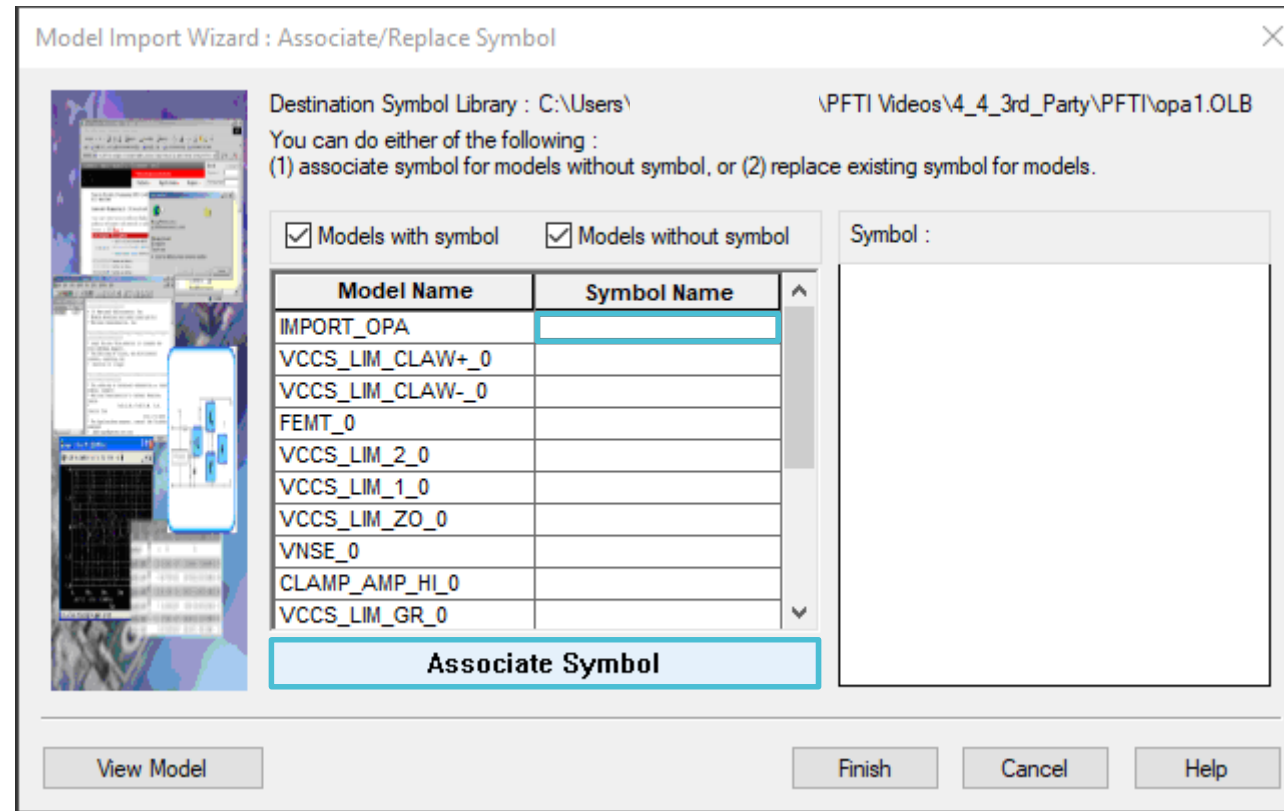 Model Import Wizard : Associate/Replace Symbol
Destination Symbol Library : C:\Users\ \PFTI Videos\4_4_3rd_Party\PFTI\opa1.OLB
You can do either of the following :
(1) associate symbol for models without symbol, or (2) replace existing symbol for models.
Models with symbol Models without symbol Symbol :
Model Name Symbol Name
IMPORT_OPA
VCCS_LIM_CLAW+_0
VCCS_LIM_CLAW-_0
FEMT_0
VCCS_LIM_2_0
VCCS_LIM_1_0
VCCS_LIM_ZO_0
VNSE_0
CLAMP_AMP_HI_0
VCCS_LIM_GR_0
Associate Symbol
View Model Finish Cancel Help